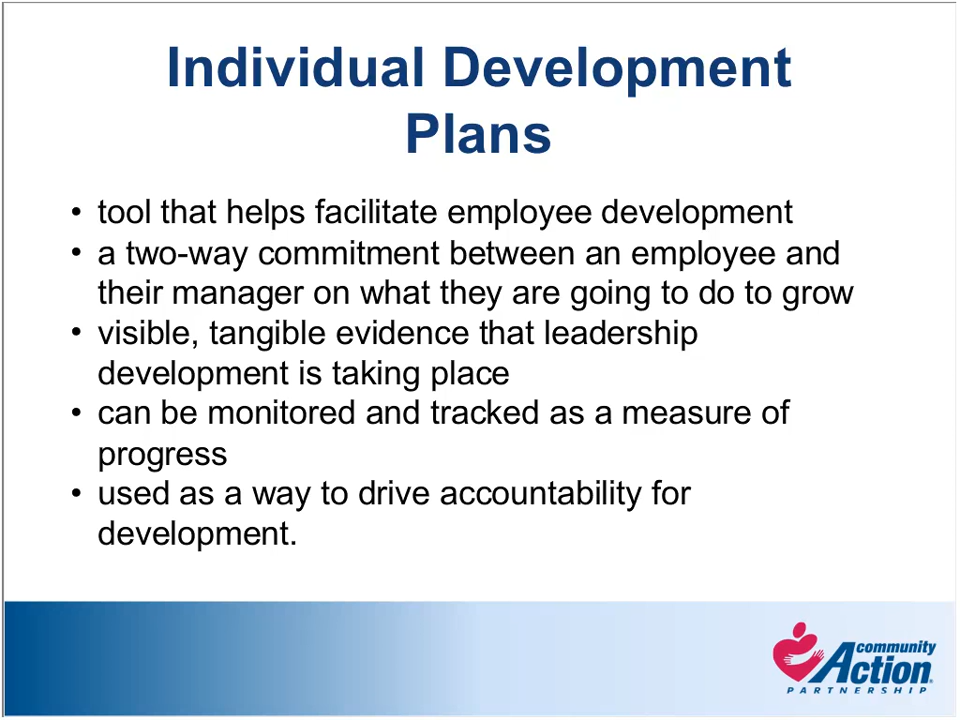 Individual Development
Plans
• tool that helps facilitate employee development
• a two-way commitment between an employee and
their manager on what they are going to do to grow
• visible, tangible evidence that leadership
development is taking place
• can be monitored and tracked as a measure of
progress
• used as a way to drive accountability for
development.
community
Action®
PARTNERSHIP